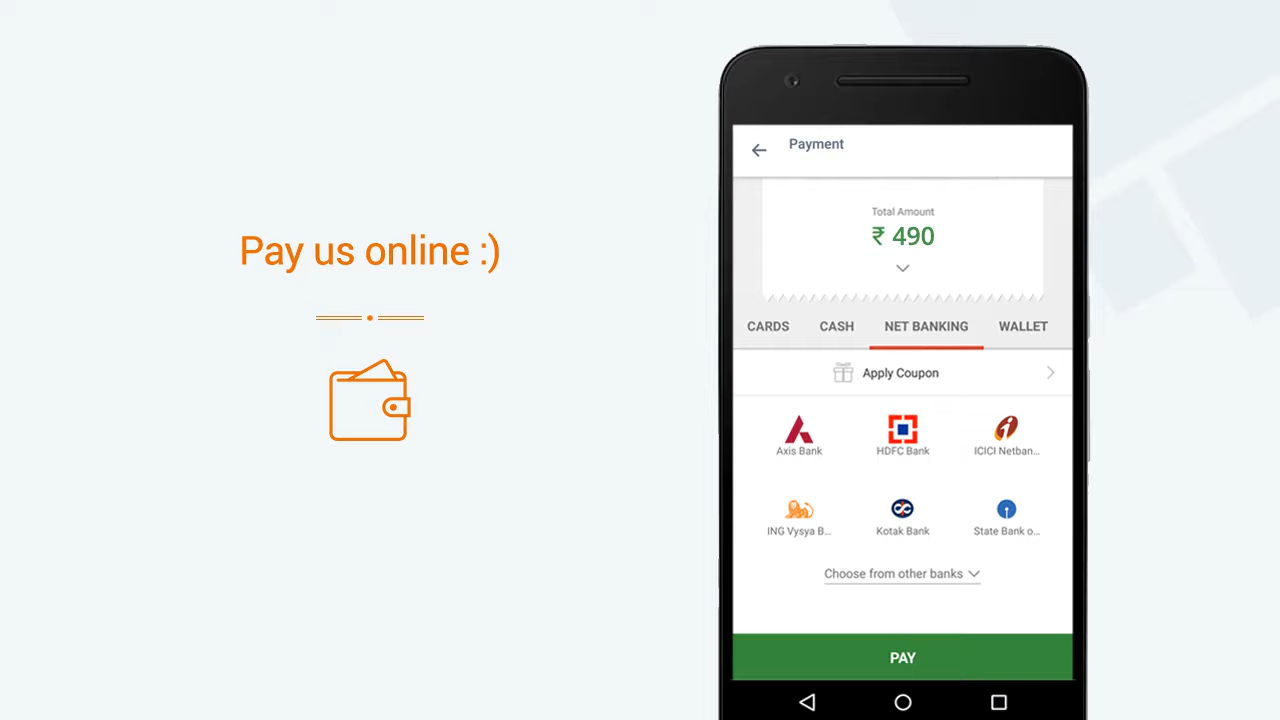 Pay us online :)
Payment
Total Amount
₹ 490
CARDS CASH NET BANKING WALLET
Apply Coupon
Axis Bank HDFC Bank ICICI Netban...
ING Vysya B... Kotak Bank State Bank o...
Choose from other banks
PAY